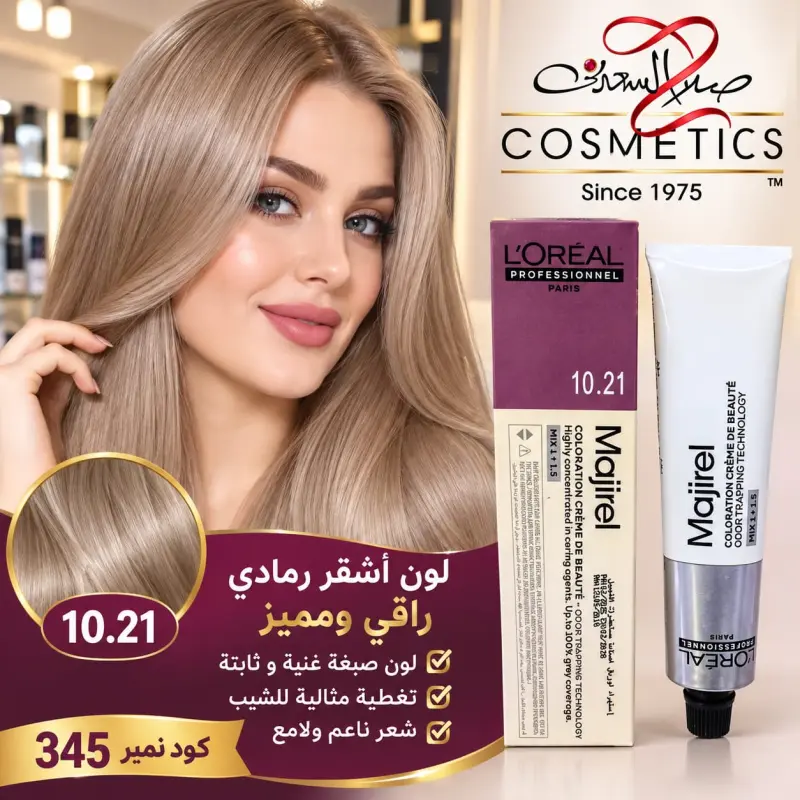 صلاح السعدني
COSMETICS
TM
Since 1975
L'ORÉAL
PROFESSIONNEL
PARIS
10.21
Majirel
COLORATION CRÈME DE BEAUTÉ – ODOR TRAPPING TECHNOLOGY
Highly concentrated in caring agents. Up to 100% grey coverage.
MIX 1 + 1.5
Majirel
COLORATION CRÈME DE BEAUTÉ
ODOR TRAPPING TECHNOLOGY
MIX 1 + 1.5
L'ORÉAL
PROFESSIONNEL
PARIS
لون أشقر رمادي
راقي ومميز
لون صبغة غنية و ثابتة
تغطية مثالية للشيب
شعر ناعم ولامع
10.21
كود نمبر 345